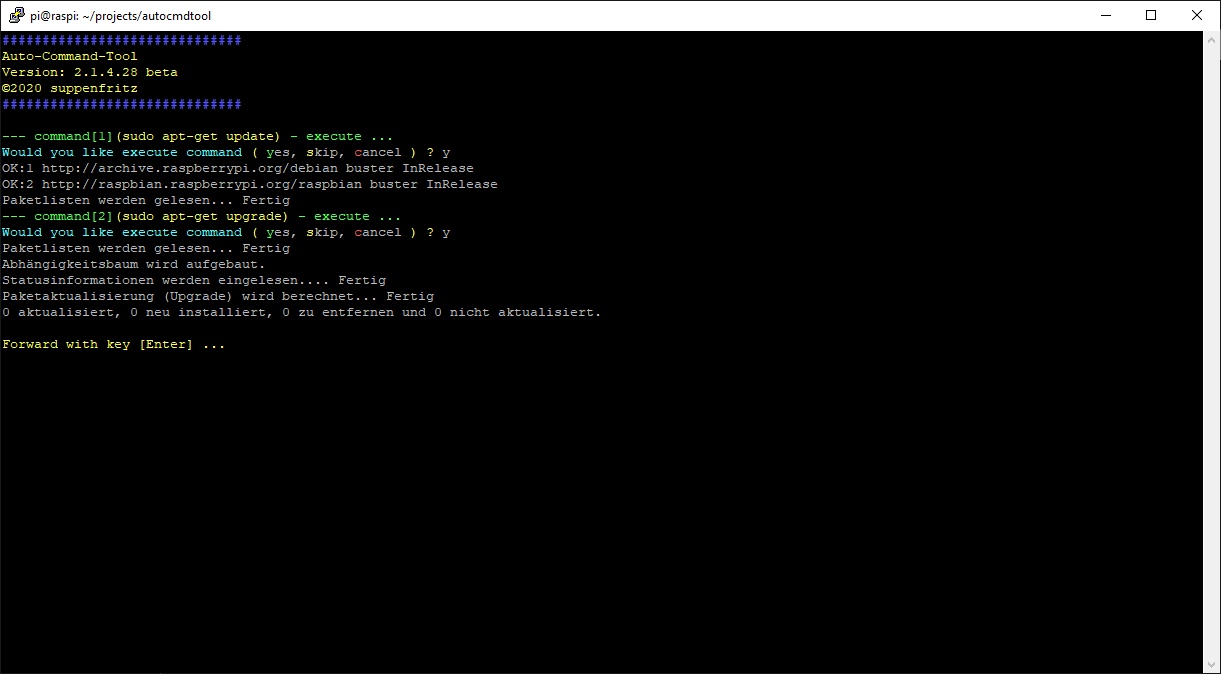 pi@raspi: ~/projects/autocmdtool
##############################
Auto-Command-Tool
Version: 2.1.4.28 beta
©2020 suppenfritz
##############################
--- command[1](sudo apt-get update) - execute ...
Would you like execute command ( yes, skip, cancel ) ? y
OK:1 http://archive.raspberrypi.org/debian buster InRelease
OK:2 http://raspbian.raspberrypi.org/raspbian buster InRelease
Paketlisten werden gelesen... Fertig
--- command[2](sudo apt-get upgrade) - execute ...
Would you like execute command ( yes, skip, cancel ) ? y
Paketlisten werden gelesen... Fertig
Abhängigkeitsbaum wird aufgebaut.
Statusinformationen werden eingelesen.... Fertig
Paketaktualisierung (Upgrade) wird berechnet... Fertig
0 aktualisiert, 0 neu installiert, 0 zu entfernen und 0 nicht aktualisiert.
Forward with key [Enter] ...